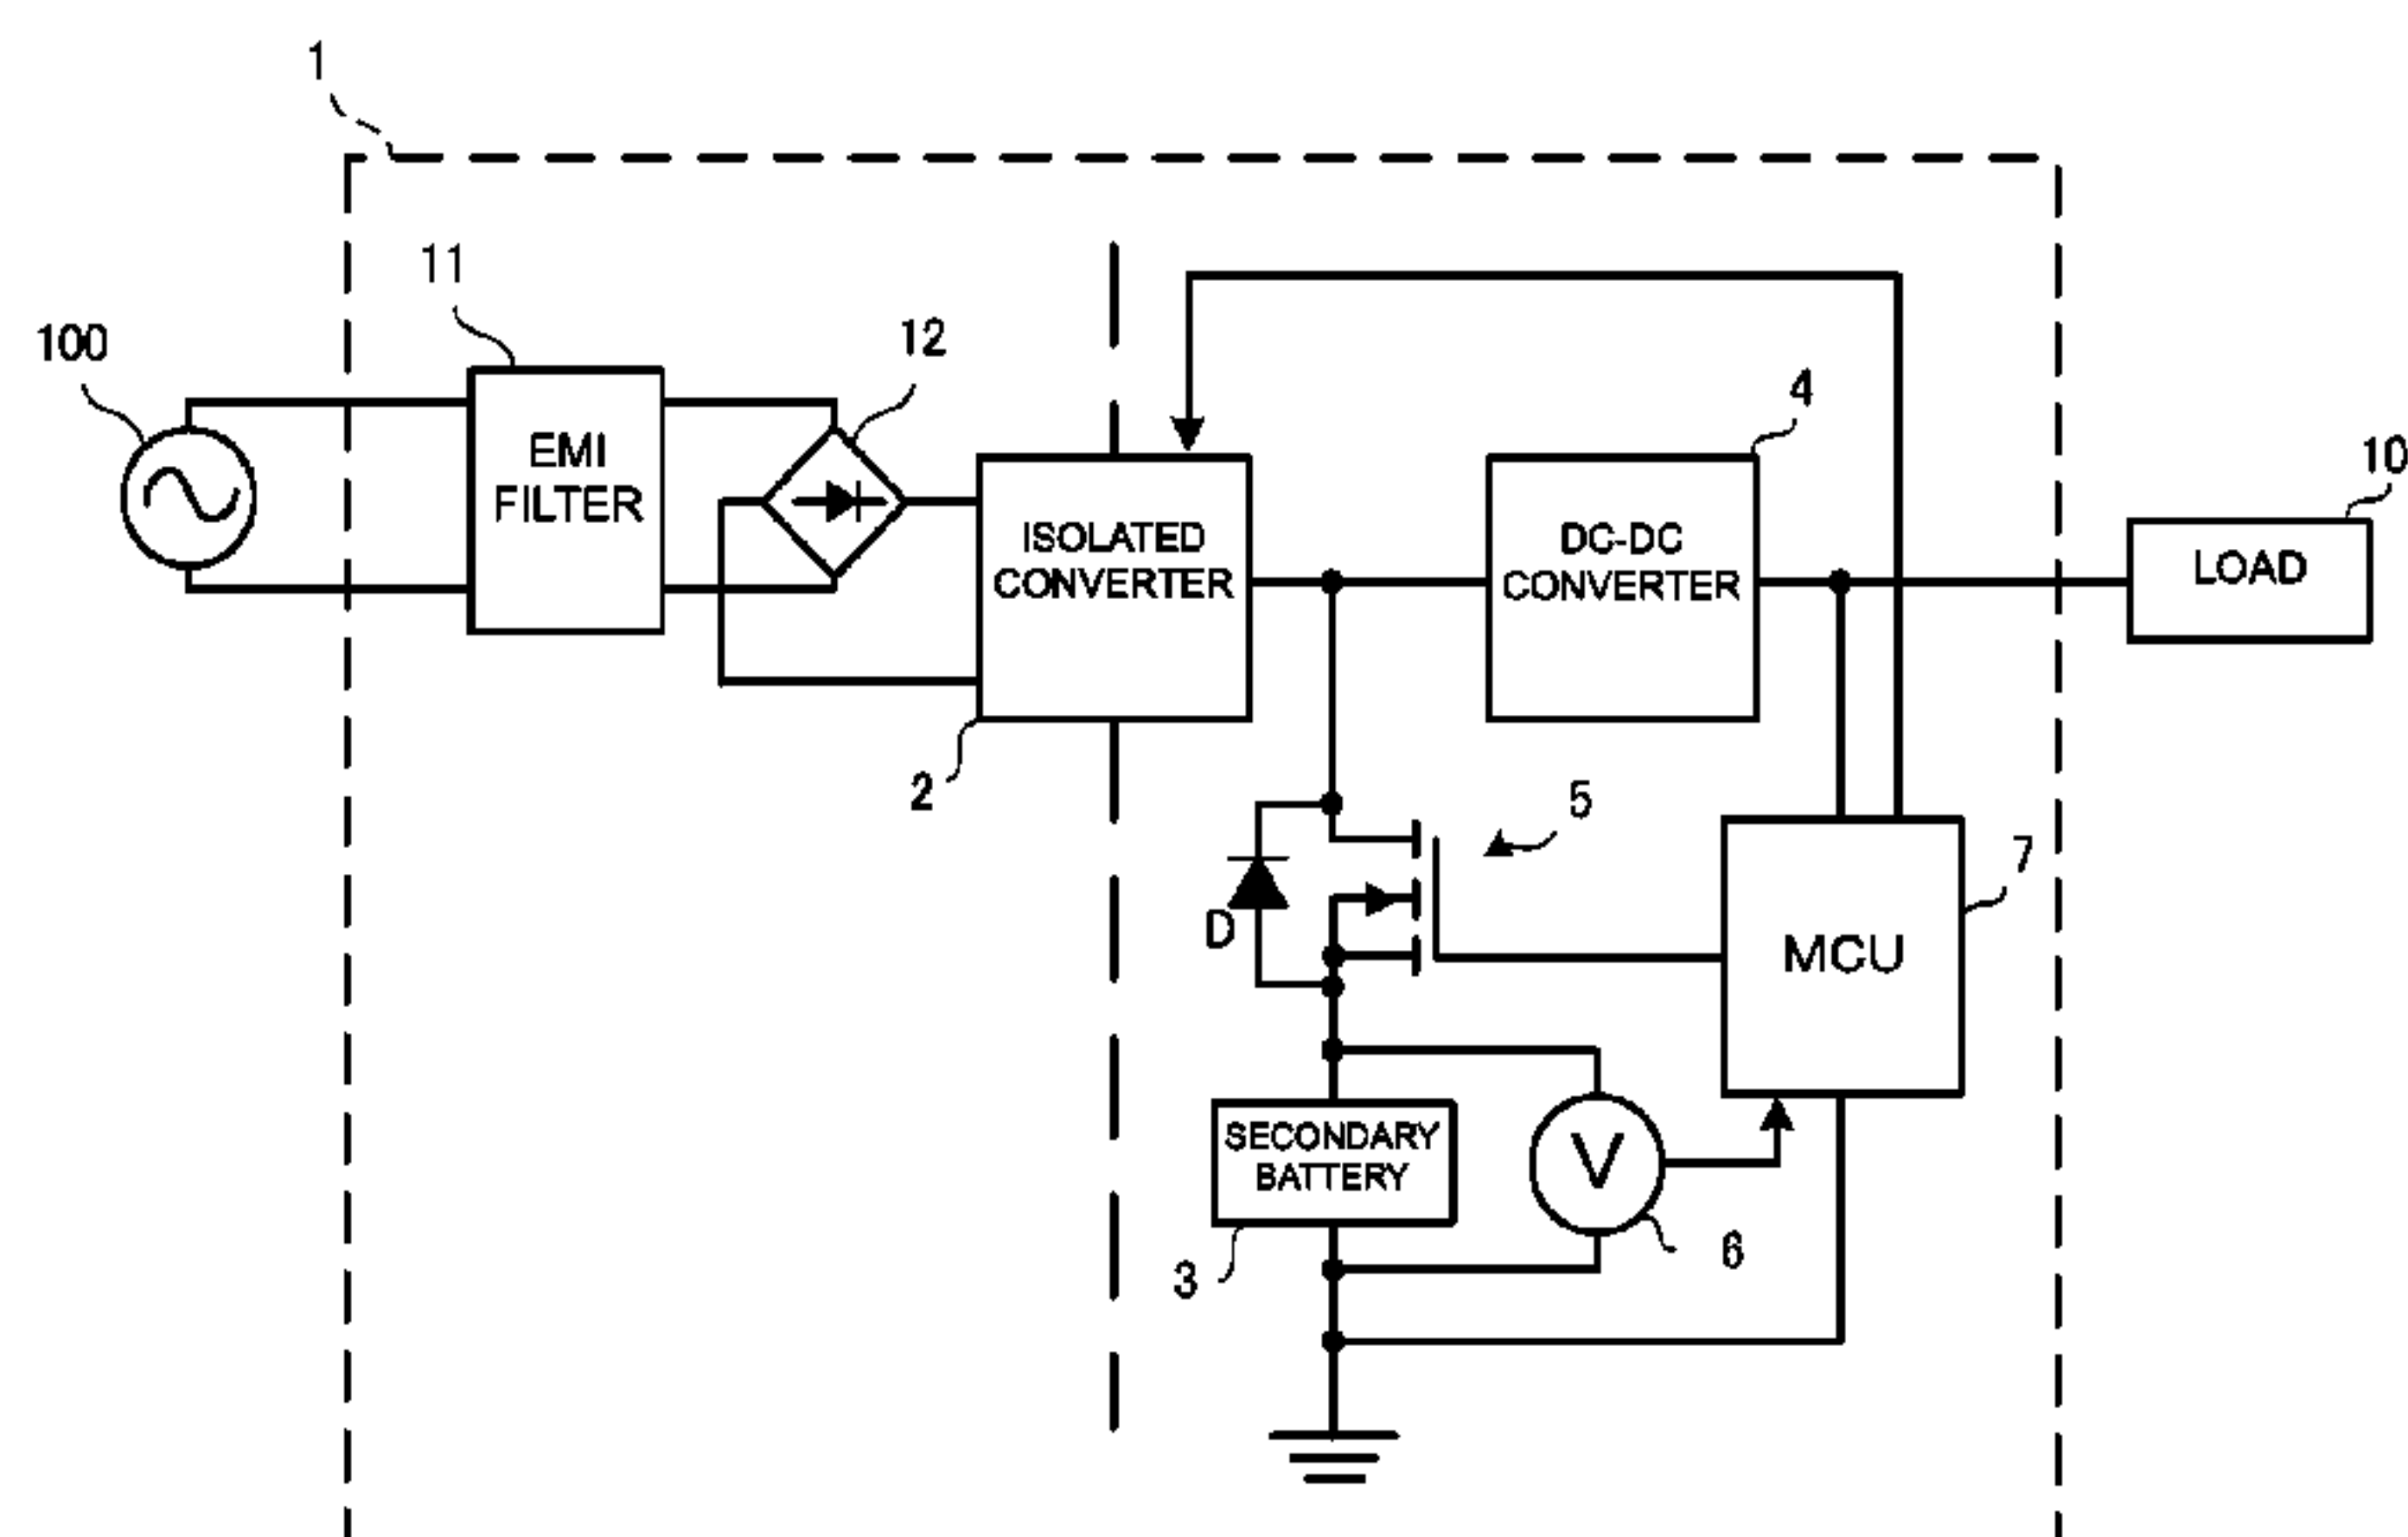 1
11
12
100
EMI
FILTER
4
10
ISOLATED
CONVERTER
DC-DC
CONVERTER
LOAD
2
5
7
D
MCU
SECONDARY
BATTERY
V
3
6